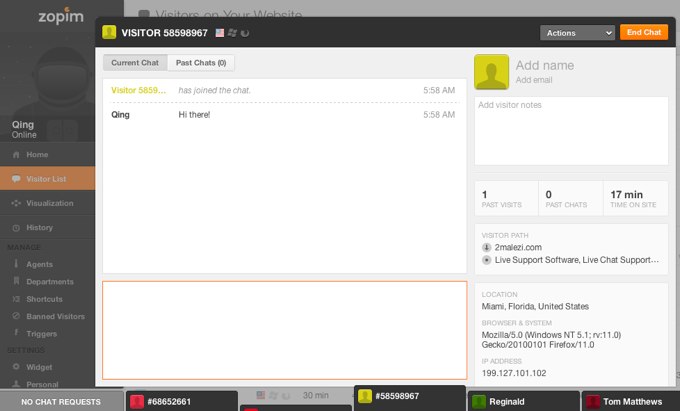 zopim
Visitors on Your Website
VISITOR 58598967
Actions
End Chat
Current Chat
Past Chats (0)
Visitor 5859...
has joined the chat.
5:58 AM
Qing
Hi there!
5:58 AM
Add name
Add email
Add visitor notes
1
PAST VISITS
0
PAST CHATS
17 min
TIME ON SITE
VISITOR PATH
2malezi.com
Live Support Software, Live Chat Support...
LOCATION
Miami, Florida, United States
BROWSER & SYSTEM
Mozilla/5.0 (Windows NT 5.1; rv:11.0)
Gecko/20100101 Firefox/11.0
IP ADDRESS
199.127.101.102
Qing
Online
Home
Visitor List
Visualization
History
MANAGE
Agents
Departments
Shortcuts
Banned Visitors
Triggers
SETTINGS
Widget
Personal
NO CHAT REQUESTS
#68652661
30 min
#58598967
Reginald
Tom Matthews